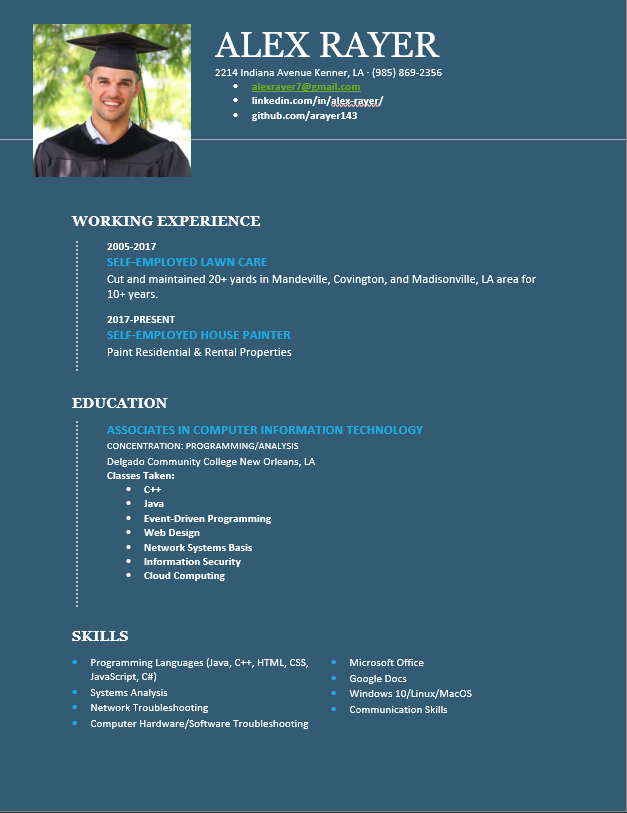 ALEX RAYER
2214 Indiana Avenue Kenner, LA · (985) 869-2356
• alexrayer7@gmail.com
• linkedin.com/in/alex-rayer/
• github.com/arayer143
WORKING EXPERIENCE
2005-2017
SELF-EMPLOYED LAWN CARE
Cut and maintained 20+ yards in Mandeville, Covington, and Madisonville, LA area for
10+ years.
2017-PRESENT
SELF-EMPLOYED HOUSE PAINTER
Paint Residential & Rental Properties
EDUCATION
ASSOCIATES IN COMPUTER INFORMATION TECHNOLOGY
CONCENTRATION: PROGRAMMING/ANALYSIS
Delgado Community College New Orleans, LA
Classes Taken:
• C++
• Java
• Event-Driven Programming
• Web Design
• Network Systems Basis
• Information Security
• Cloud Computing
SKILLS
• Programming Languages (Java, C++, HTML, CSS,
JavaScript, C#)
• Systems Analysis
• Network Troubleshooting
• Computer Hardware/Software Troubleshooting
• Microsoft Office
• Google Docs
• Windows 10/Linux/MacOS
• Communication Skills